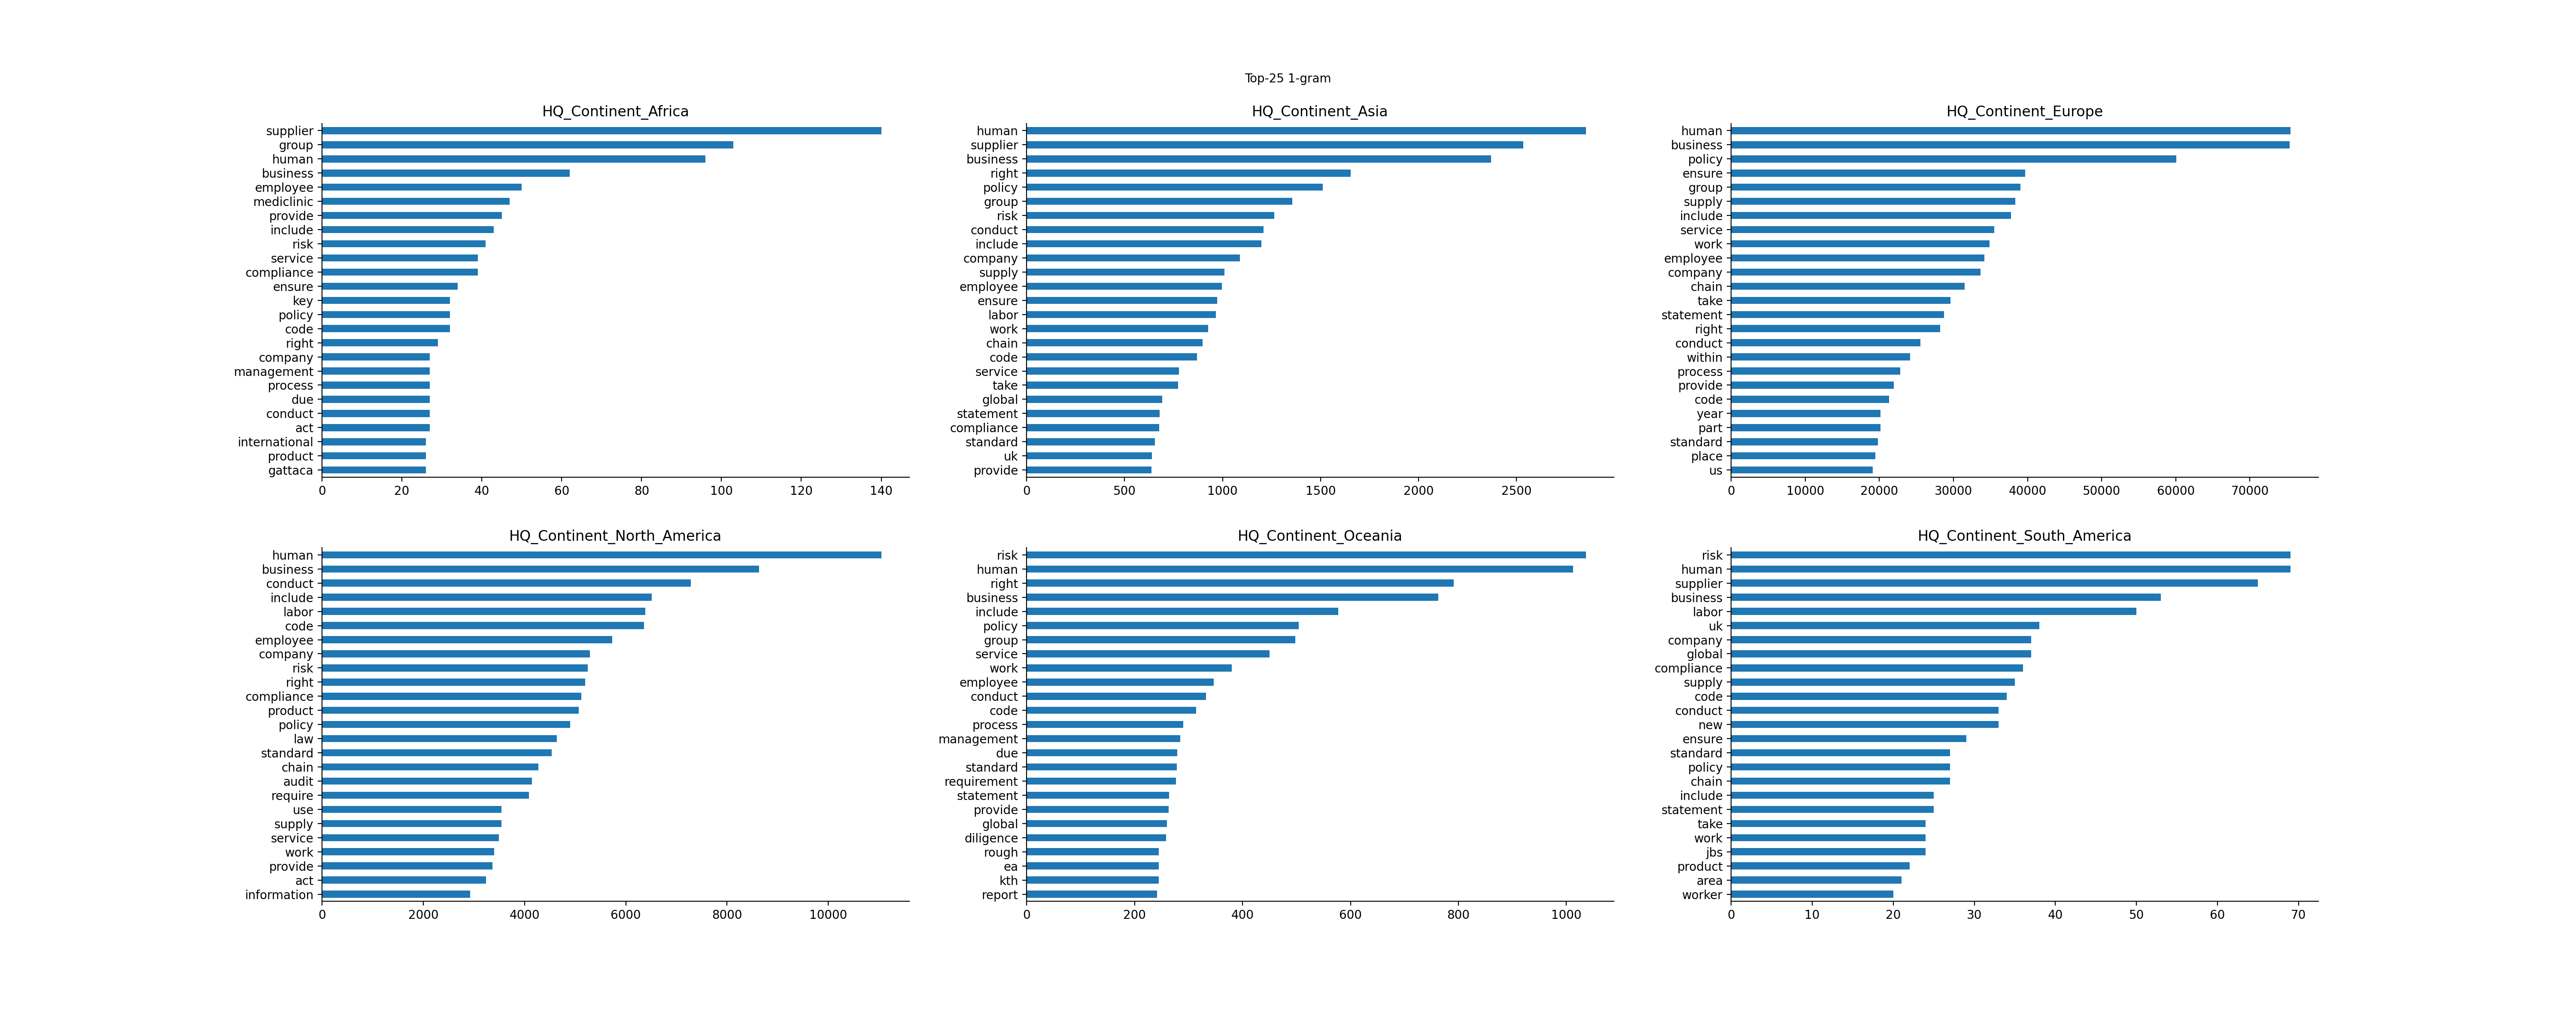 Top-25 1-gram
HQ_Continent_Africa
supplier
group
human
business
employee
mediclinic
provide
include
risk
service
compliance
ensure
key
policy
code
right
company
management
process
due
conduct
act
international
product
gattaca
0 20 40 60 80 100 120 140
HQ_Continent_Asia
human
supplier
business
right
policy
group
risk
conduct
include
company
supply
employee
ensure
labor
work
chain
code
service
take
global
statement
compliance
standard
uk
provide
0 500 1000 1500 2000 2500
HQ_Continent_Europe
human
business
policy
ensure
group
supply
include
service
work
employee
company
chain
take
statement
right
conduct
within
process
provide
code
year
part
standard
place
us
0 10000 20000 30000 40000 50000 60000 70000
HQ_Continent_North_America
human
business
conduct
include
labor
code
employee
company
risk
right
compliance
product
policy
law
standard
chain
audit
require
use
supply
service
work
provide
act
information
0 2000 4000 6000 8000 10000
HQ_Continent_Oceania
risk
human
right
business
include
policy
group
service
work
employee
conduct
code
process
management
due
standard
requirement
statement
provide
global
diligence
rough
ea
kth
report
0 200 400 600 800 1000
HQ_Continent_South_America
risk
human
supplier
business
labor
uk
company
global
compliance
supply
code
conduct
new
ensure
standard
policy
chain
include
statement
take
work
jbs
product
area
worker
0 10 20 30 40 50 60 70